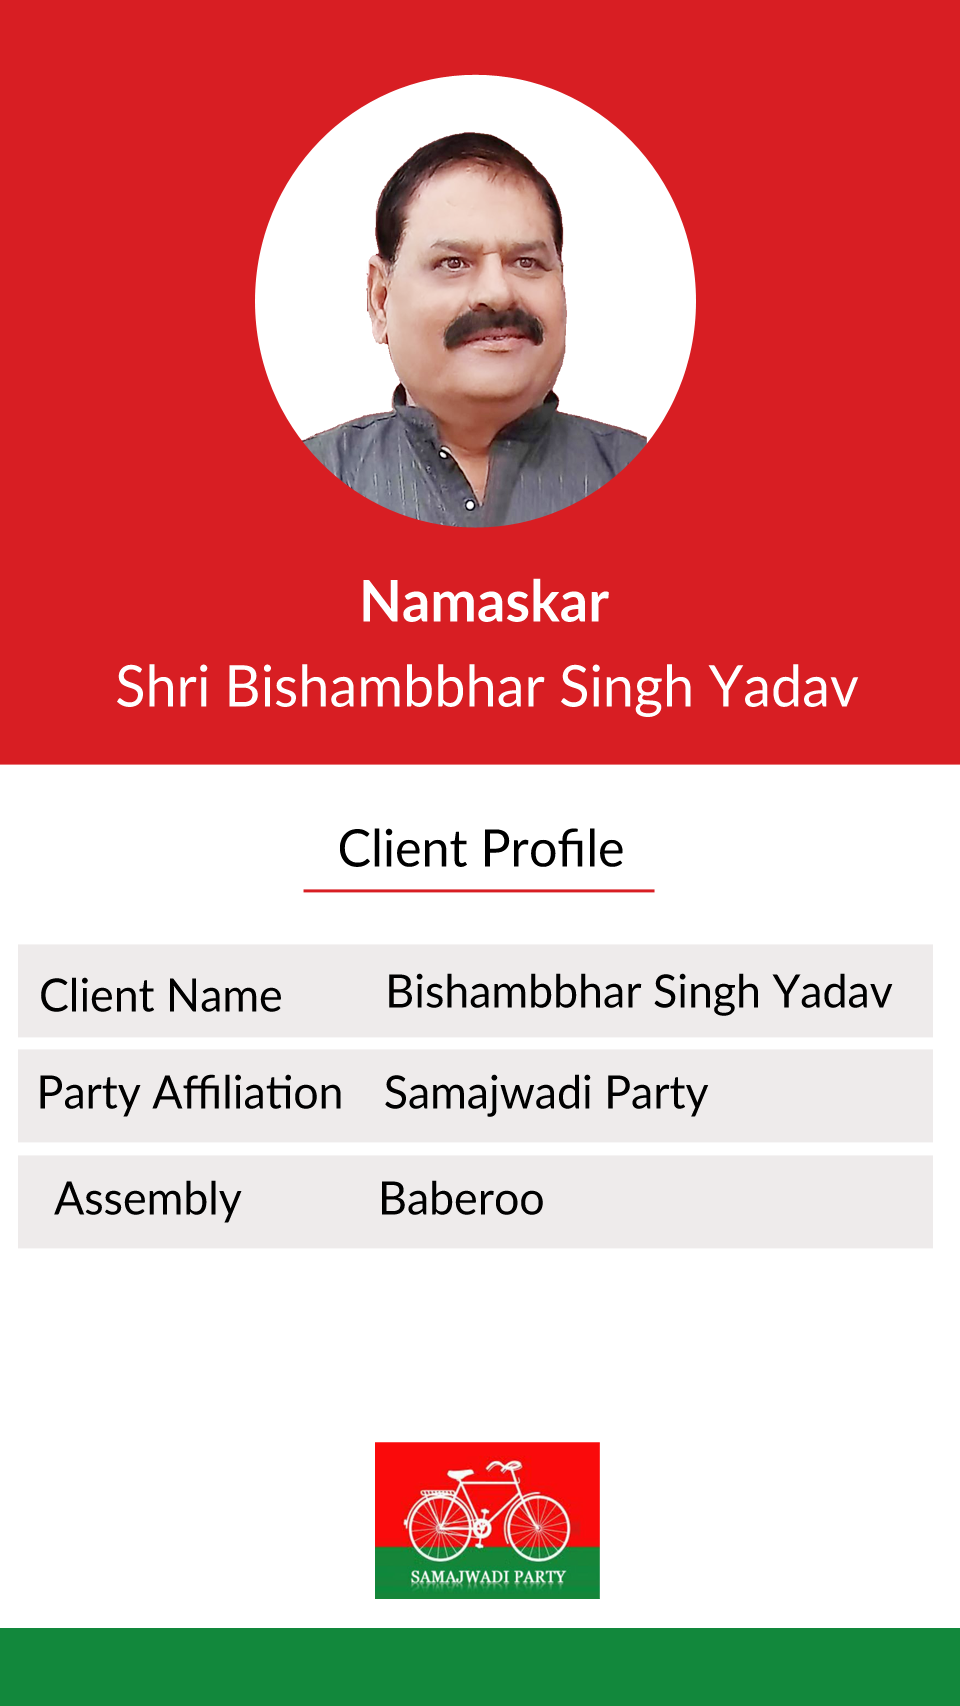 Namaskar
Shri Bishambbhar Singh Yadav
Client Profile
Client Name Bishambbhar Singh Yadav
Party Affiliation Samajwadi Party
Assembly Baberoo
SAMAJWADI PARTY